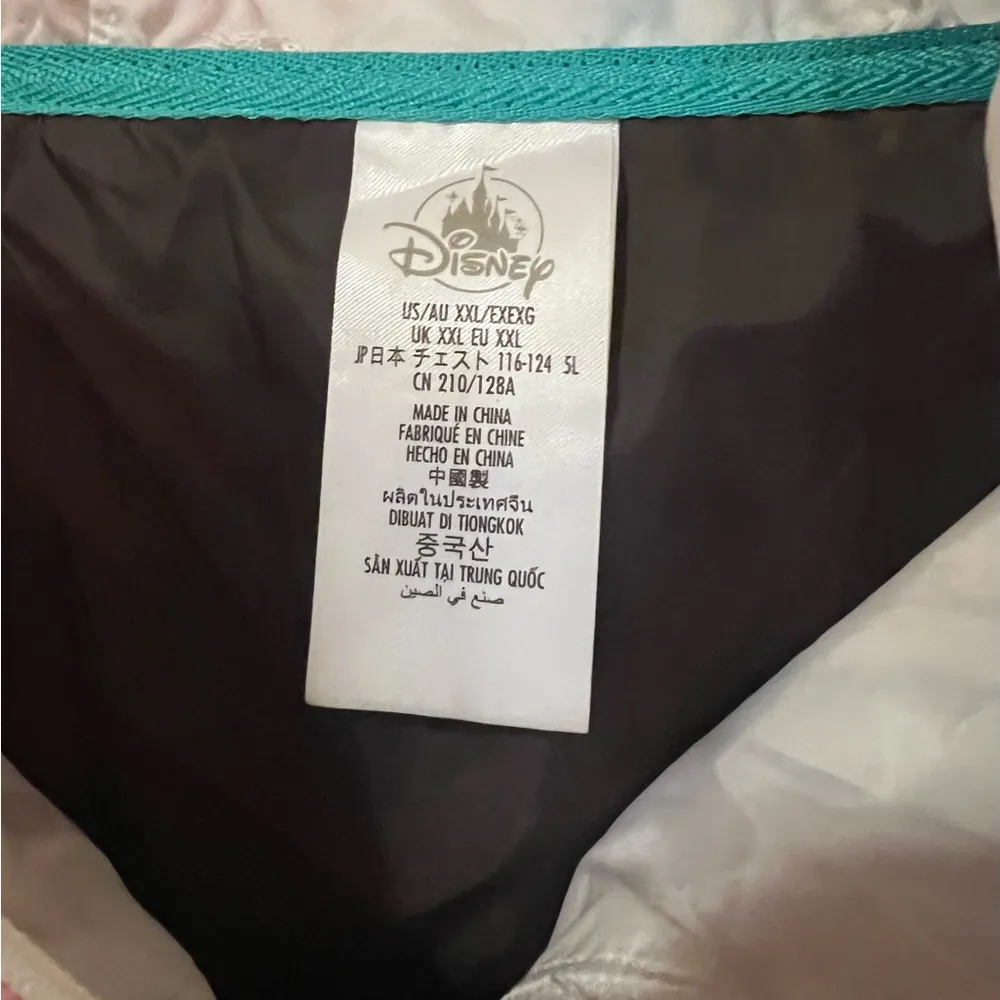 DISNEY
US/AU XXL/EXEXG
UK XXL EU XXL
JP日本 チェスト 116-124 5L
CN 210/128A
MADE IN CHINA
FABRIQUÉ EN CHINE
HECHO EN CHINA
中國製
ผลิตในประเทศจีน
DIBUAT DI TIONGKOK
중국산
SẢN XUẤT TẠI TRUNG QUỐC
صنع في الصين